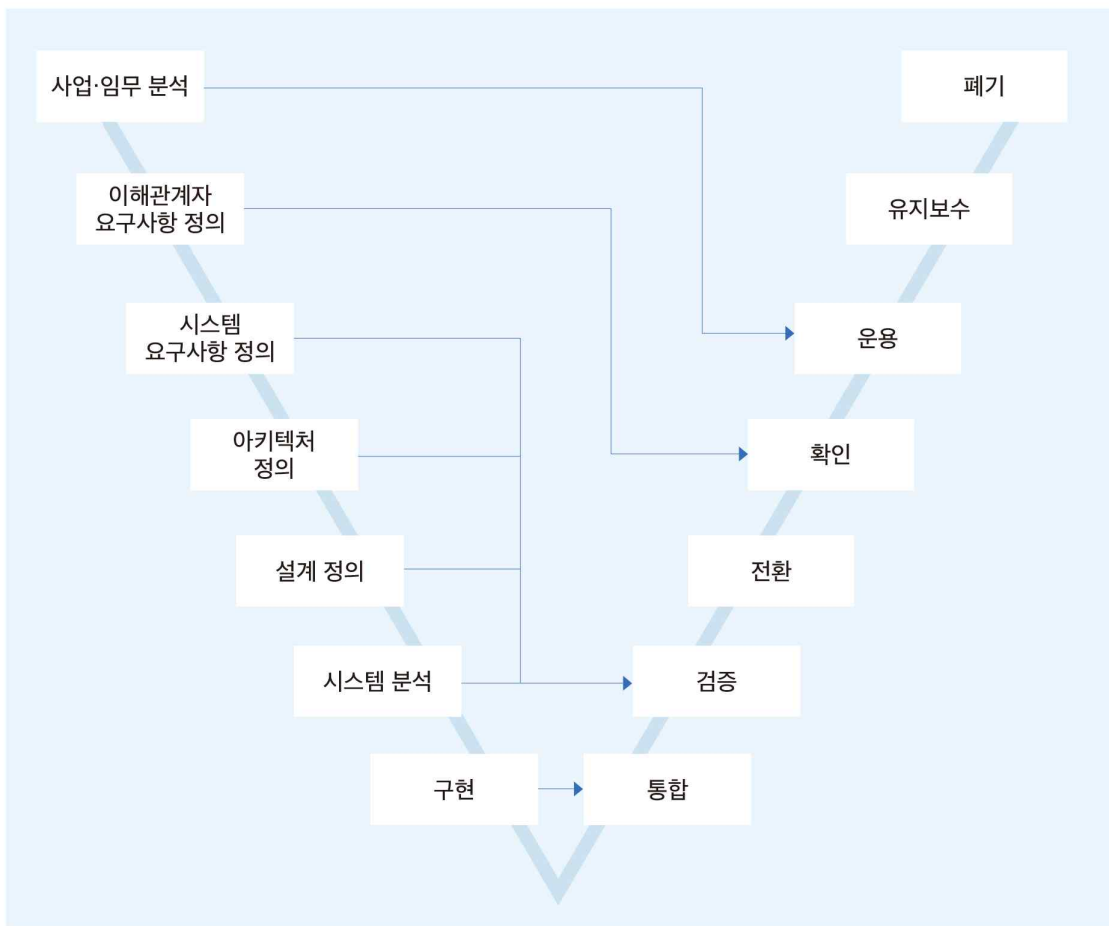 사업·임무 분석
폐기
이해관계자
요구사항 정의
유지보수
시스템
요구사항 정의
운용
아키텍처
정의
확인
설계 정의
전환
시스템 분석
검증
구현
통합